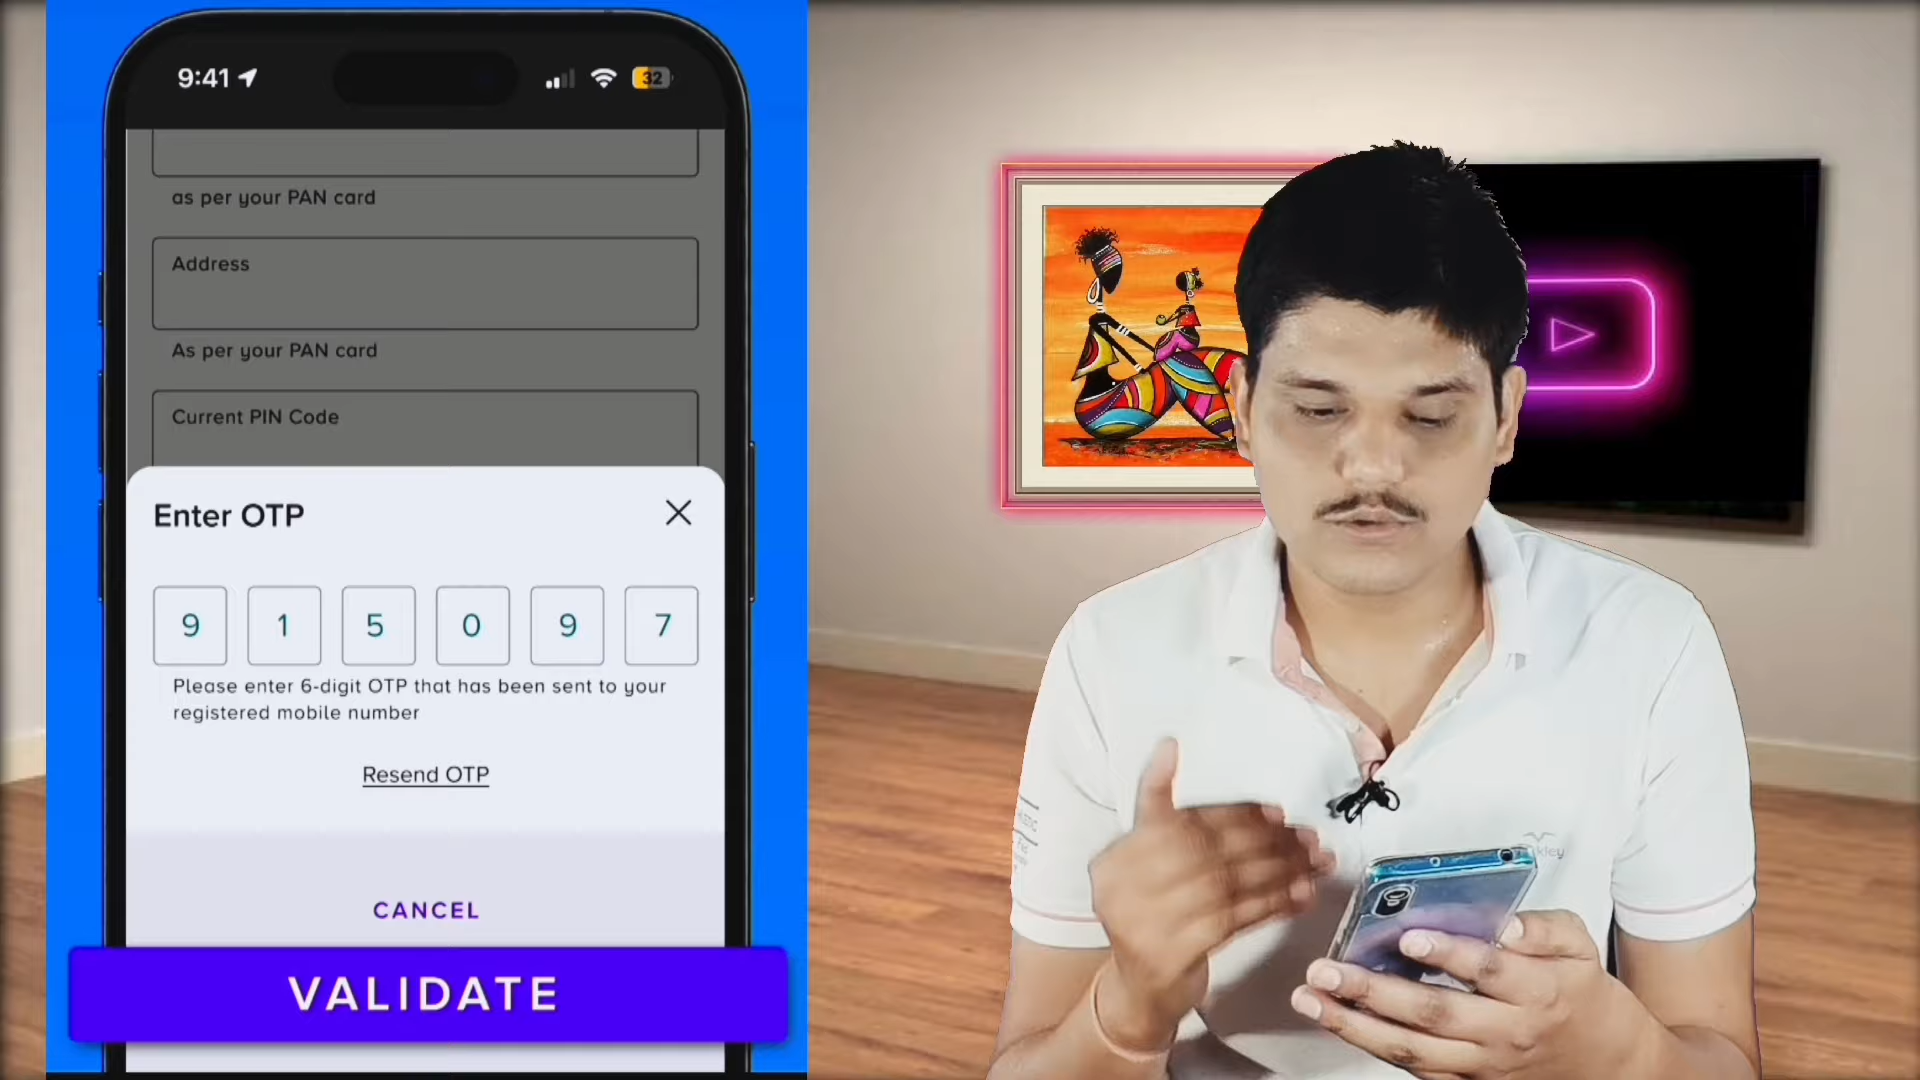 9:41
32
as per your PAN card
Address
As per your PAN card
Current PIN Code
Enter OTP
9 1 5 0 9 7
Please enter 6-digit OTP that has been sent to your
registered mobile number
Resend OTP
CANCEL
VALIDATE